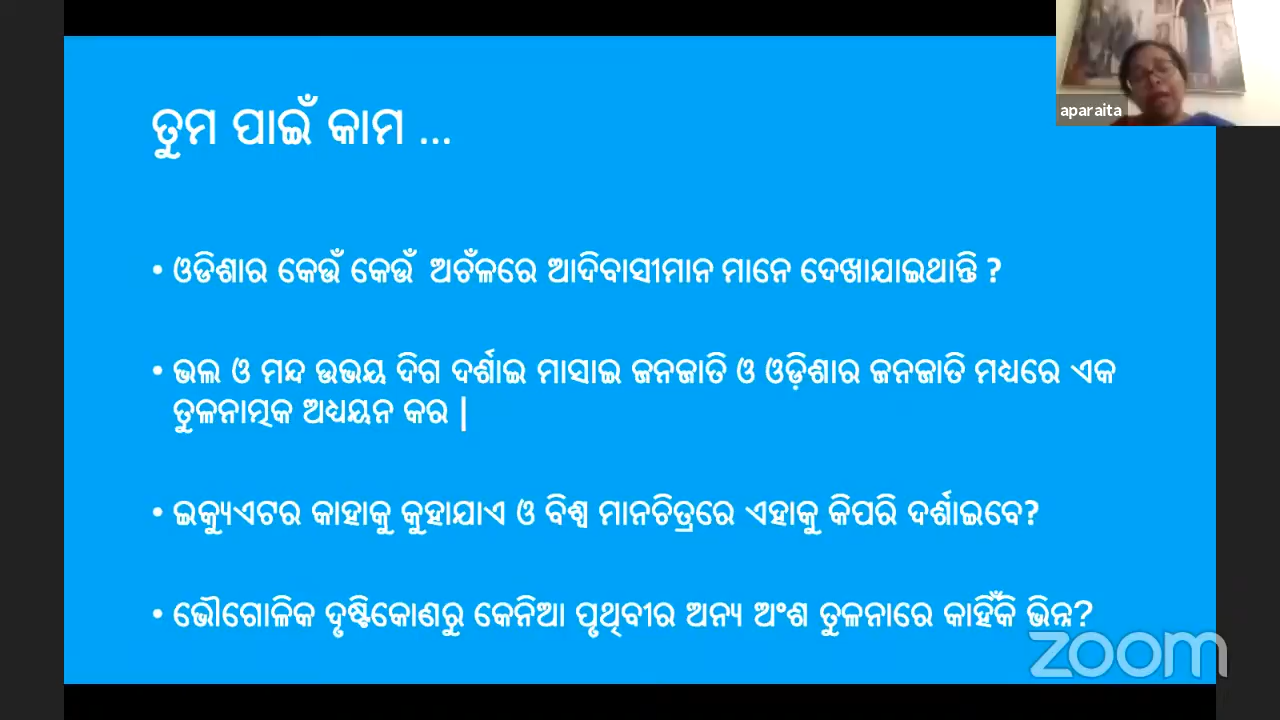 ତୁମ ପାଇଁ କାମ ...
aparaita
• ଓଡିଶାର କେଉଁ କେଉଁ ଅଚଁଳରେ ଆଦିବାସୀମାନ ମାନେ ଦେଖାଯାଇଥାନ୍ତି ?
• ଭଲ ଓ ମନ୍ଦ ଉଭୟ ଦିଗ ଦର୍ଶାଇ ମାସାଇ ଜନଜାତି ଓ ଓଡ଼ିଶାର ଜନଜାତି ମଧ୍ୟରେ ଏକ
ତୁଳନାତ୍ମକ ଅଧ୍ୟୟନ କର |
• ଇକ୍ୟୁଏଟର କାହାକୁ କୁହାଯାଏ ଓ ବିଶ୍ୱ ମାନଚିତ୍ରରେ ଏହାକୁ କିପରି ଦର୍ଶାଇବେ?
• ଭୌଗୋଳିକ ଦୃଷ୍ଟିକୋଣରୁ କେନିଆ ପୃଥିବୀର ଅନ୍ୟ ଅଂଶ ତୁଳନାରେ କାହିଁକି ଭିନ୍ନ?
zoom